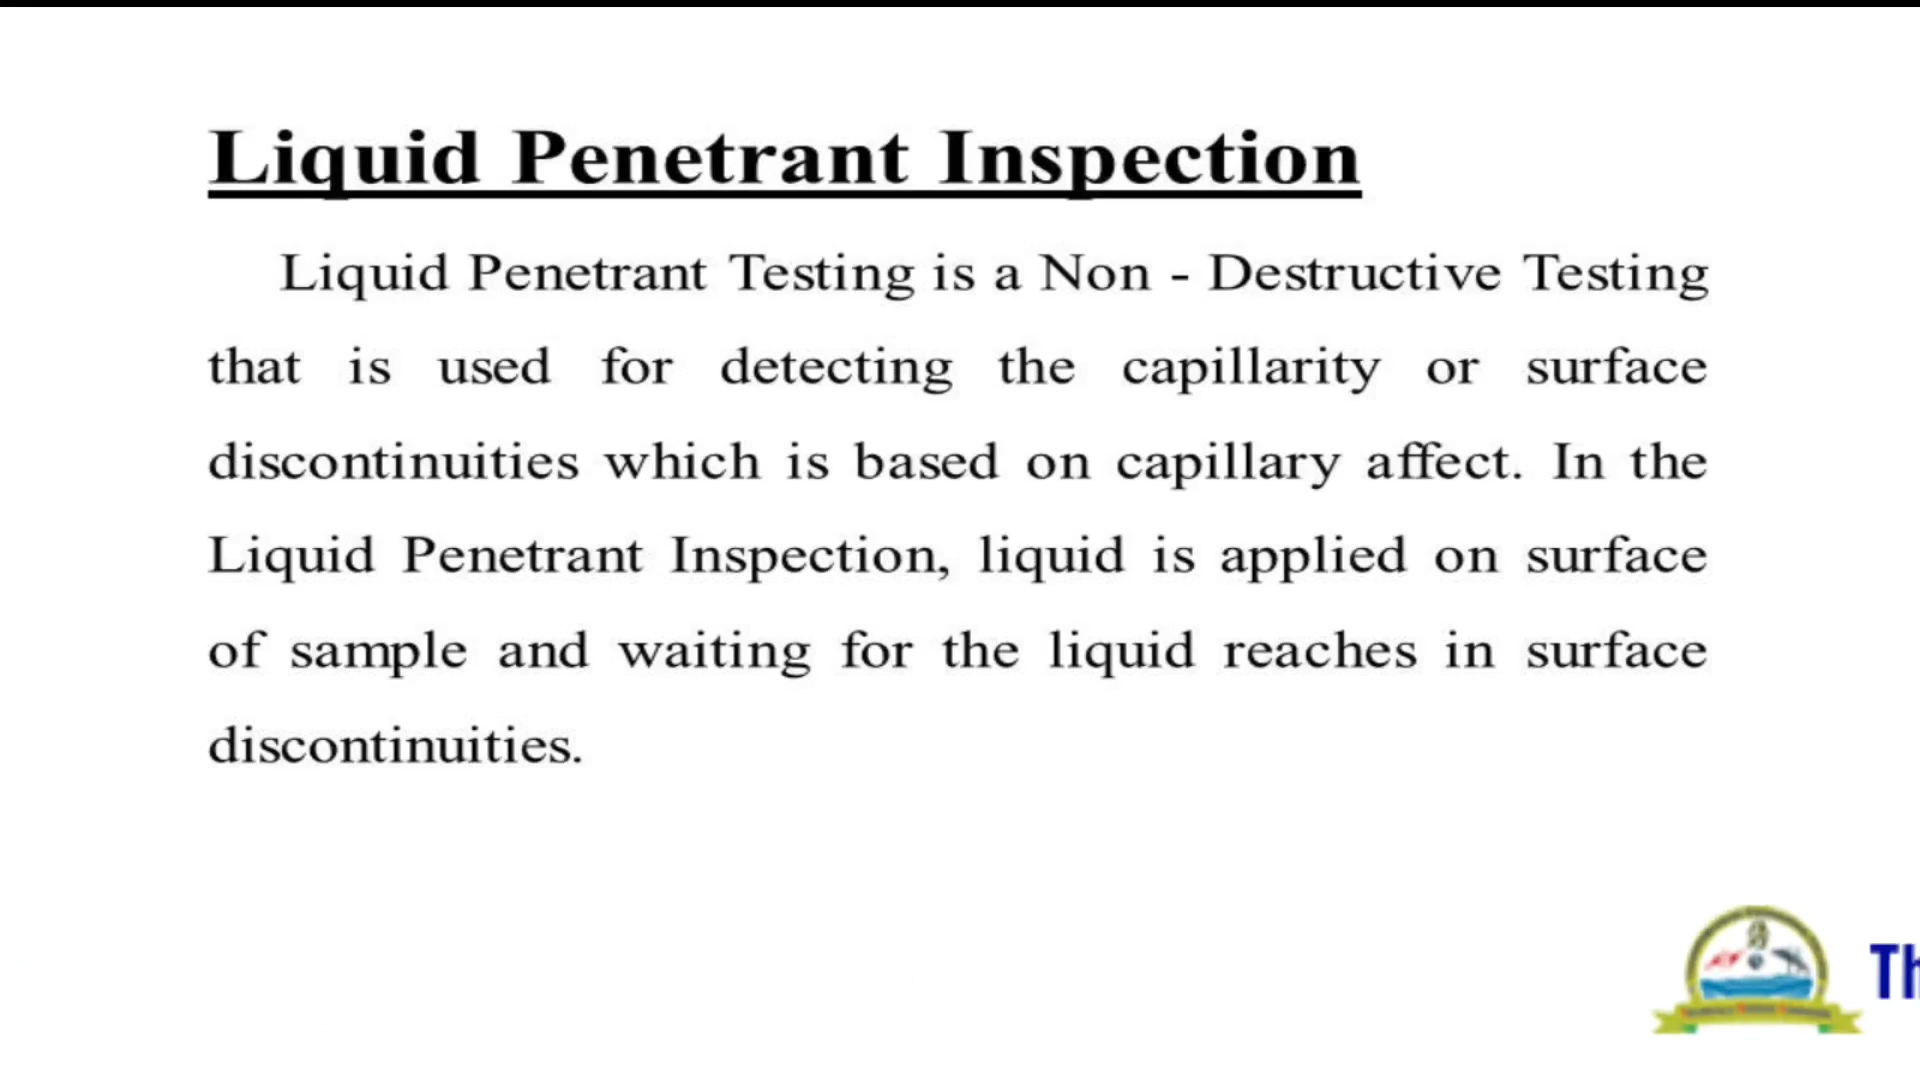 Liquid Penetrant Inspection
Liquid Penetrant Testing is a Non - Destructive Testing
that is used for detecting the capillarity or surface
discontinuities which is based on capillary affect. In the
Liquid Penetrant Inspection, liquid is applied on surface
of sample and waiting for the liquid reaches in surface
discontinuities.
Th